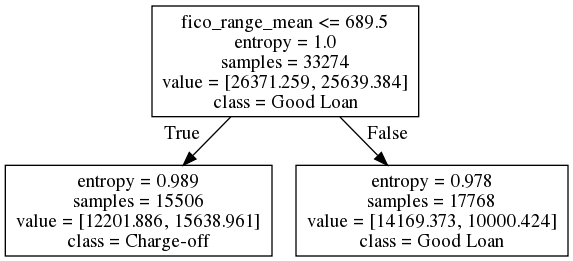 fico_range_mean <= 689.5
entropy = 1.0
samples = 33274
value = [26371.259, 25639.384]
class = Good Loan
True
False
entropy = 0.989
samples = 15506
value = [12201.886, 15638.961]
class = Charge-off
entropy = 0.978
samples = 17768
value = [14169.373, 10000.424]
class = Good Loan